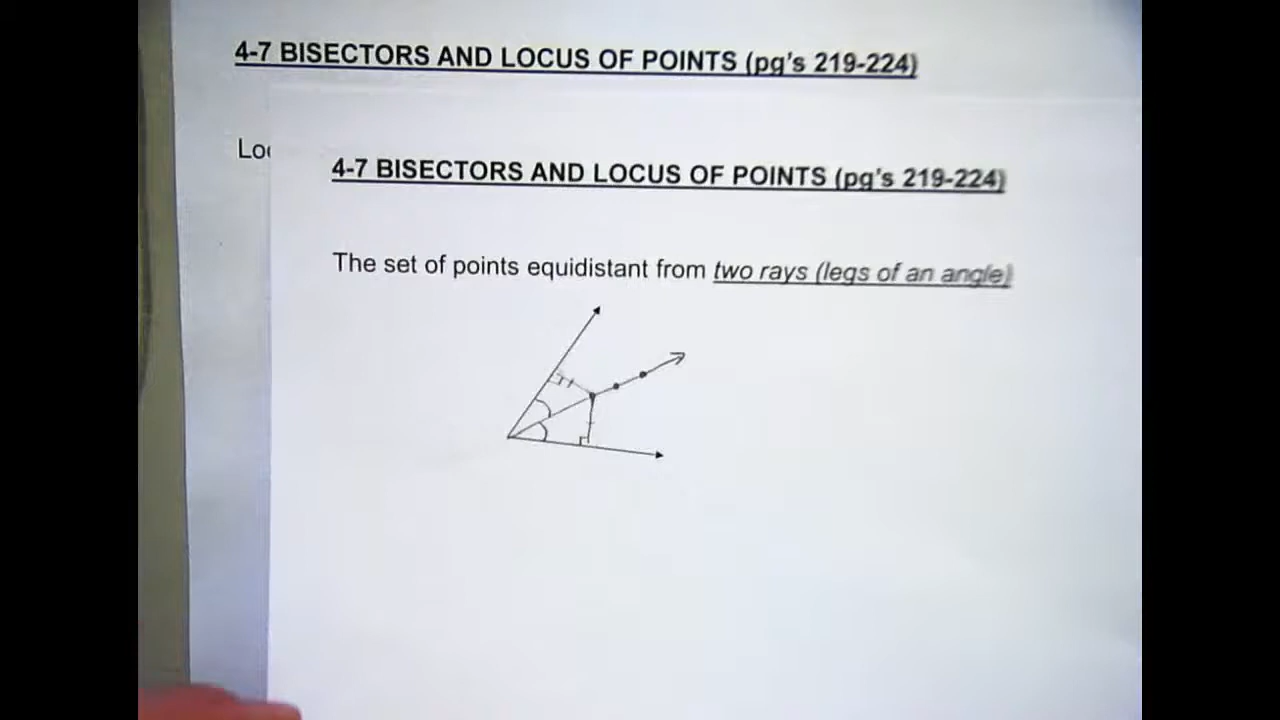 4-7 BISECTORS AND LOCUS OF POINTS (pg's 219-224)
4-7 BISECTORS AND LOCUS OF POINTS (pg's 219-224)
The set of points equidistant from two rays (legs of an angle)